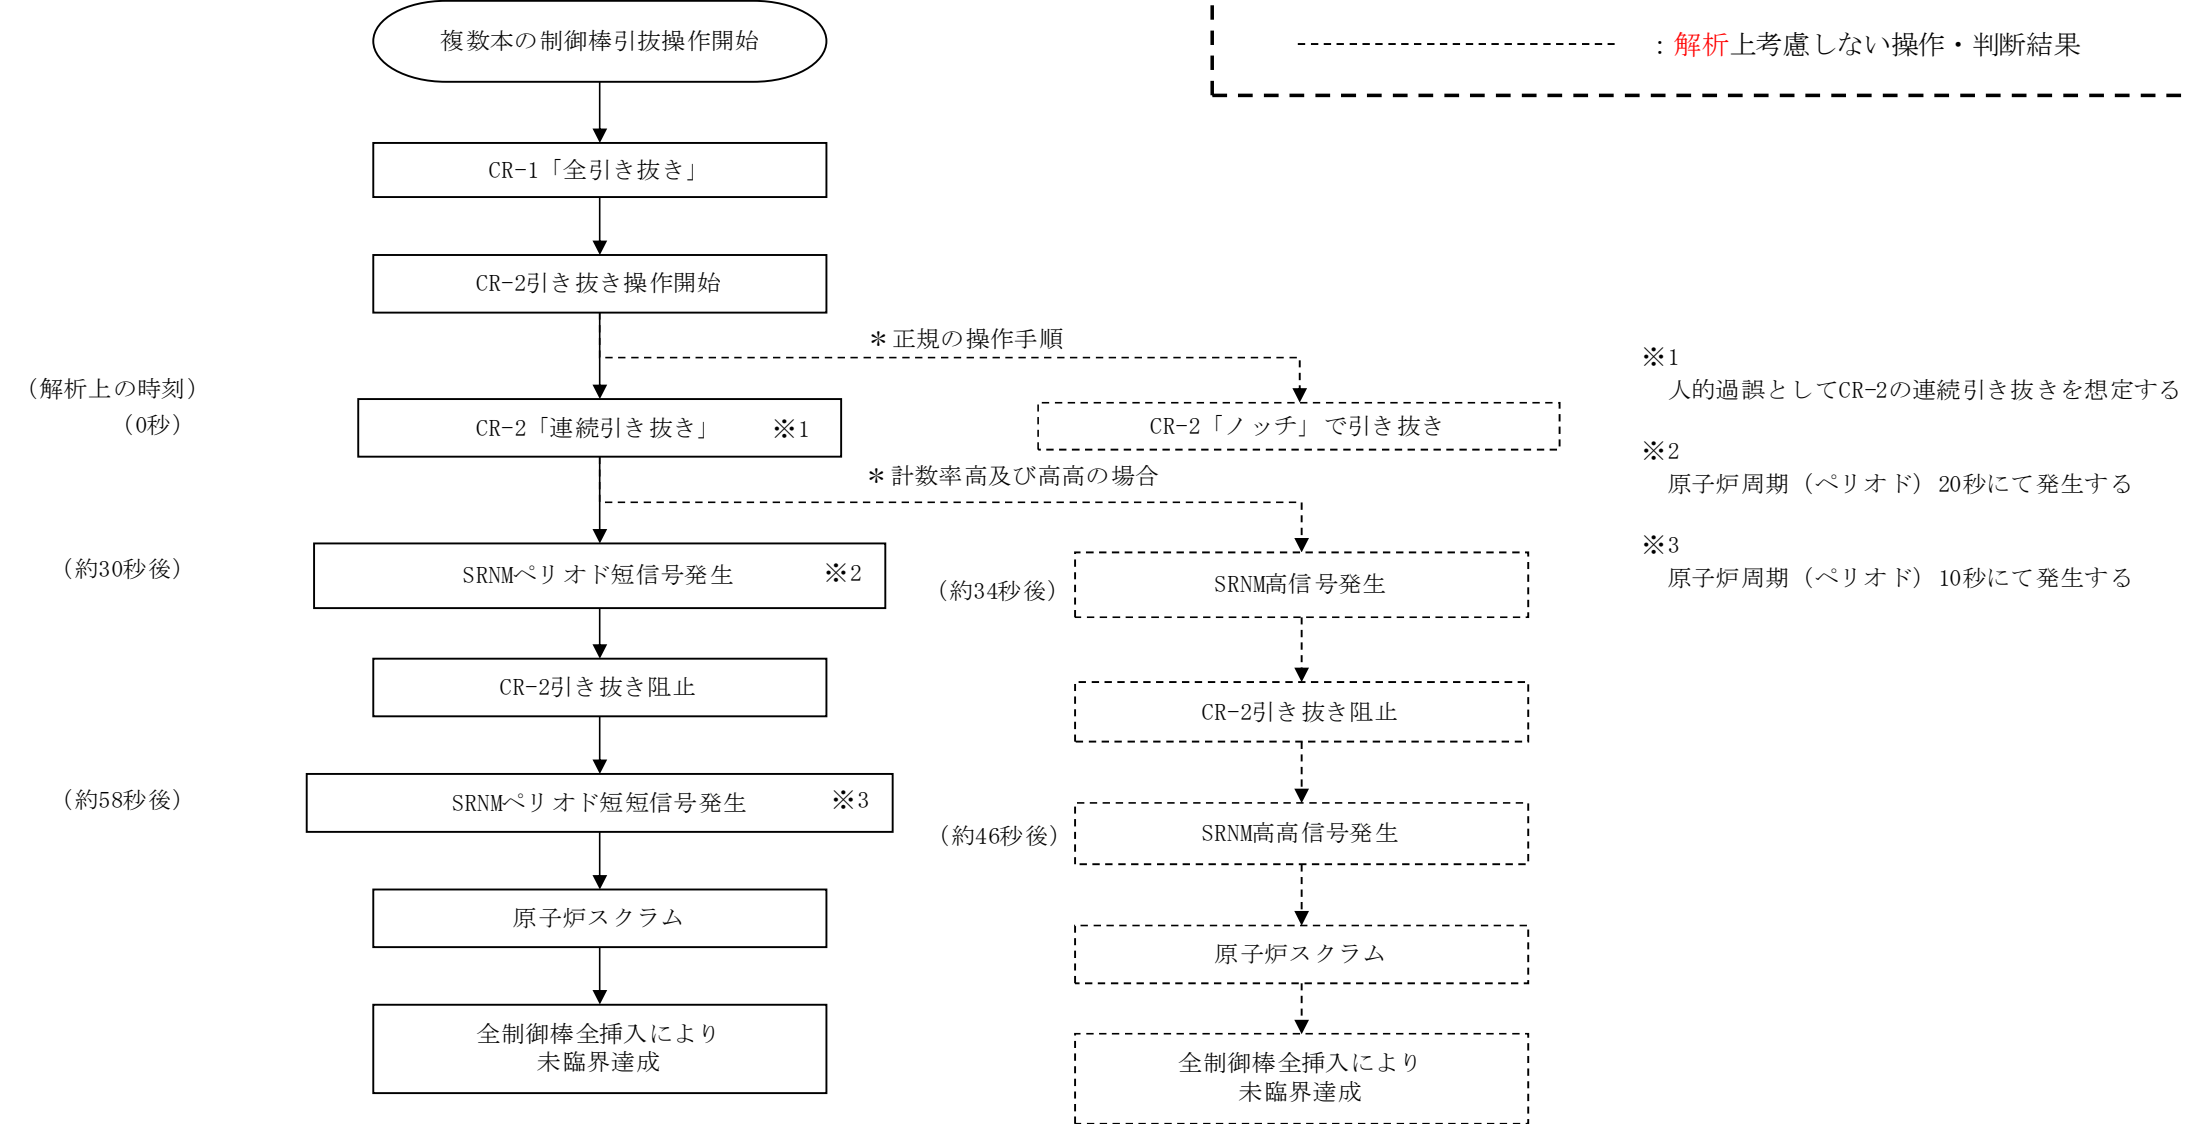 複数本の制御棒引抜操作開始
：解析上考慮しない操作・判断結果
CR-1「全引き抜き」
CR-2引き抜き操作開始
＊正規の操作手順
（解析上の時刻）
（0秒）
CR-2「連続引き抜き」 ※1
CR-2「ノッチ」で引き抜き
＊計数率高及び高高の場合
（約30秒後）
SRNMペリオド短信号発生 ※2
（約34秒後）
SRNM高信号発生
CR-2引き抜き阻止
CR-2引き抜き阻止
（約58秒後）
SRNMペリオド短短信号発生 ※3
（約46秒後）
SRNM高高信号発生
原子炉スクラム
原子炉スクラム
全制御棒全挿入により
未臨界達成
全制御棒全挿入により
未臨界達成
※1
人的過誤としてCR-2の連続引き抜きを想定する
※2
原子炉周期（ペリオド）20秒にて発生する
※3
原子炉周期（ペリオド）10秒にて発生する